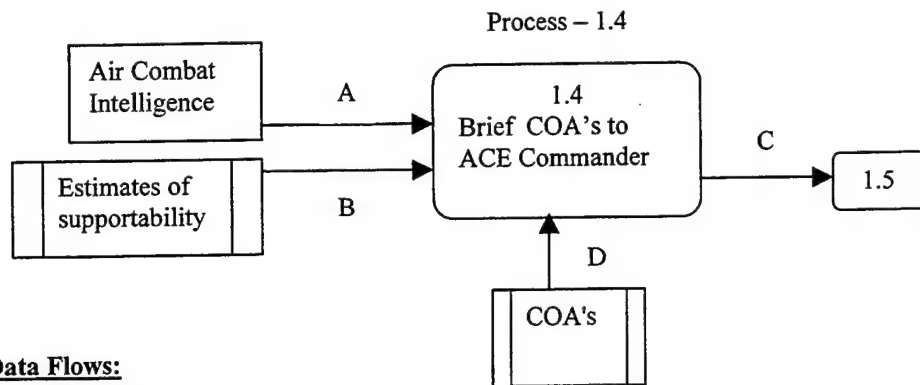 Process – 1.4
Air Combat
Intelligence
A
1.4
Brief COA's to
ACE Commander
C
1.5
Estimates of
supportability
B
D
COA's
Data Flows: